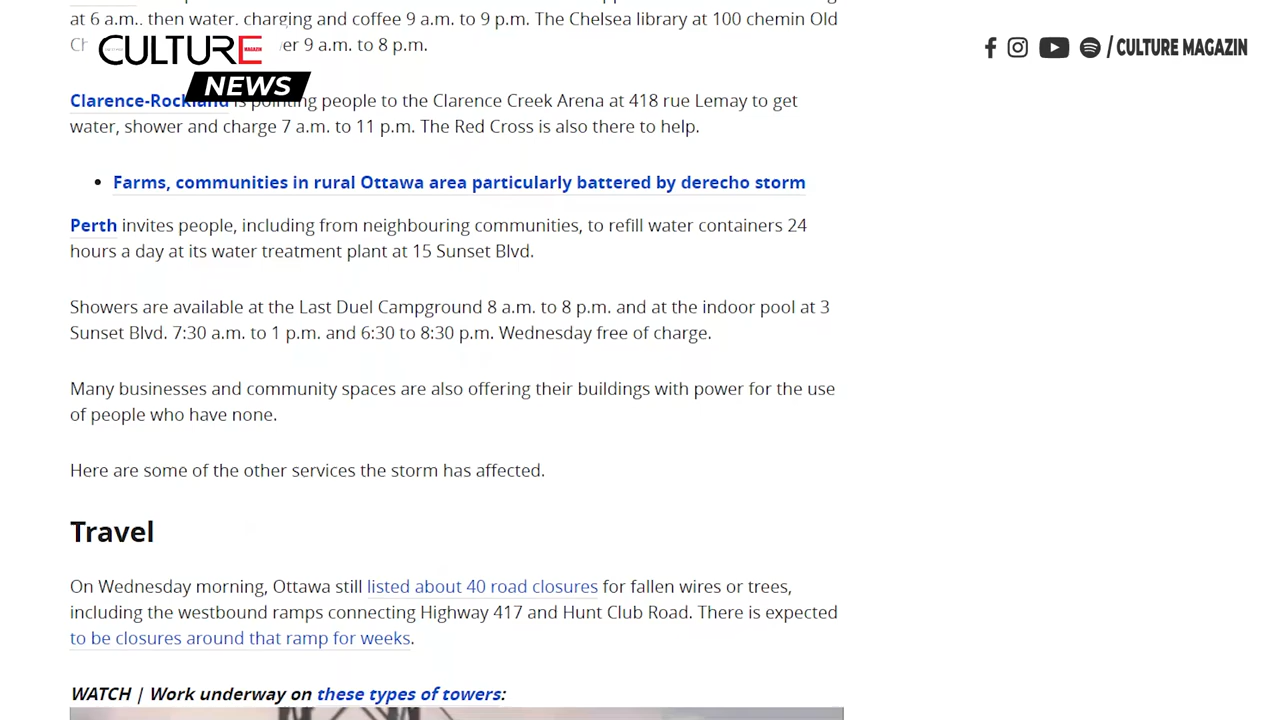 at 6 a.m., then water, charging and coffee 9 a.m. to 9 p.m. The Chelsea library at 100 chemin Old
er 9 a.m. to 8 p.m.
CULTURE
MAGAZIN
NEWS
/ CULTURE MAGAZIN
Clarence-Rockland is pointing people to the Clarence Creek Arena at 418 rue Lemay to get
water, shower and charge 7 a.m. to 11 p.m. The Red Cross is also there to help.
• Farms, communities in rural Ottawa area particularly battered by derecho storm
Perth invites people, including from neighbouring communities, to refill water containers 24
hours a day at its water treatment plant at 15 Sunset Blvd.
Showers are available at the Last Duel Campground 8 a.m. to 8 p.m. and at the indoor pool at 3
Sunset Blvd. 7:30 a.m. to 1 p.m. and 6:30 to 8:30 p.m. Wednesday free of charge.
Many businesses and community spaces are also offering their buildings with power for the use
of people who have none.
Here are some of the other services the storm has affected.
Travel
On Wednesday morning, Ottawa still listed about 40 road closures for fallen wires or trees,
including the westbound ramps connecting Highway 417 and Hunt Club Road. There is expected
to be closures around that ramp for weeks.
WATCH | Work underway on these types of towers: